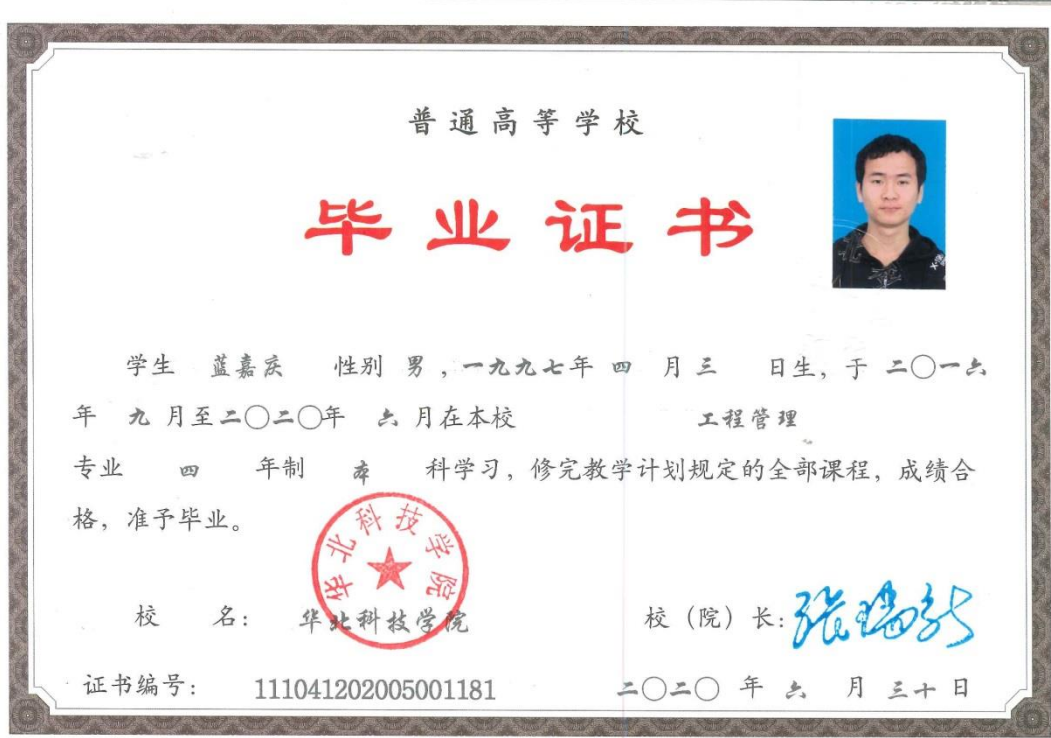 普通高等学校
毕业证书
学生 蓝嘉庆 性别 男，一九九七年 四 月 三 日生，于 二〇一六
年 九 月至二〇二〇年 六 月在本校 工程管理
专业 四 年制 本 科学习，修完教学计划规定的全部课程，成绩合
格，准予毕业。
华北科技学院
校 名： 华北科技学院 校（院）长：张瑞新
证书编号： 111041202005001181 二〇二〇 年 六 月 三十 日